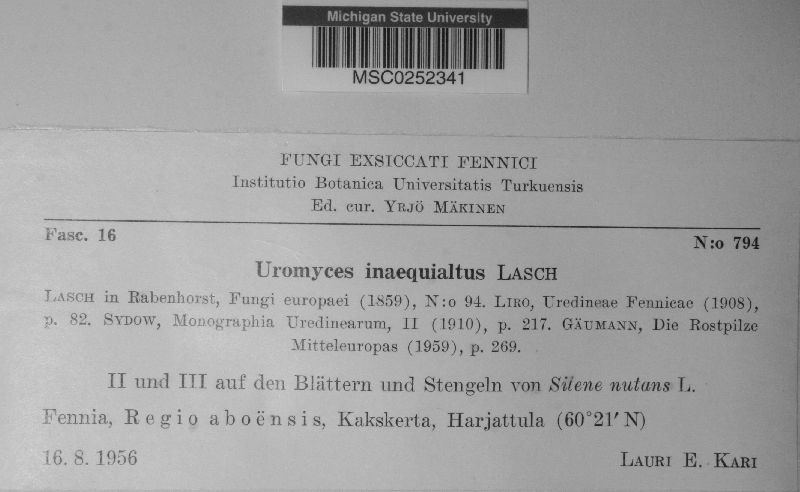 Michigan State University
MSC0252341
FUNGI EXSICCATI FENNICI
Institutio Botanica Universitatis Turkuensis
Ed. cur. YRJÖ MÄKINEN
Fasc. 16 N:o 794
Uromyces inaequialtus LASCH
LASCH in Rabenhorst, Fungi europaei (1859), N:o 94. LIRO, Uredineae Fennicae (1908),
p. 82. SYDOW, Monographia Uredinearum, II (1910), p. 217. GÄUMANN, Die Rostpilze
Mitteleuropas (1959), p. 269.
II und III auf den Blättern und Stengeln von Silene nutans L.
Fennia, Regio aboënsis, Kakskerta, Harjattula (60°21′ N)
16. 8. 1956 LAURI E. KARI